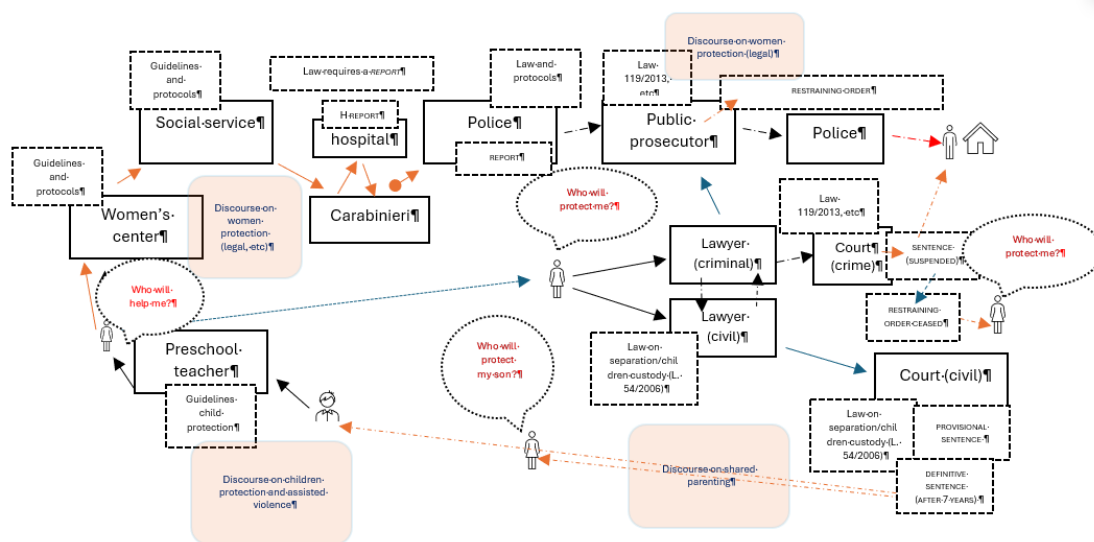 Discourse·on·women·
protection·(legal)¶
Guidelines·
and·
protocols¶
Law·requires·a·REPORT¶
Law·and·
protocols¶
Law·
119/2013,·
etc¶
RESTRAINING·ORDER¶
Social·service¶
H·REPORT¶
hospital¶
Police¶
REPORT¶
Public·
prosecutor¶
Police¶
Guidelines·
and·
protocols¶
Women’s·
center¶
Discourse·on·
women·
protection·
(legal,·etc)¶
Carabinieri¶
Who·will·
protect·me?¶
Law·
119/2013,·etc¶
Lawyer·
(criminal)¶
Court¶
(crime)¶
SENTENCE·
(SUSPENDED)¶
Who·will·
protect·me?¶
Who·will·
help·me?¶
Lawyer·
(civil)¶
RESTRAINING·
ORDER·CEASED¶
Preschool·
teacher¶
Who·will·
protect·
my·son?¶
Law·on·
separation/chil
dren·custody·(L.·
54/2006)¶
Court·(civil)¶
Guidelines·
child·
protection¶
Law·on·
separation/chil
dren·custody·(L.·
54/2006)¶
PROVISIONAL·
SENTENCE·¶
Discourse·on·children·
protection·and·assisted·
violence¶
Discourse·on·shared·
parenting¶
DEFINITIVE·
SENTENCE·
(AFTER·7·YEARS)·¶